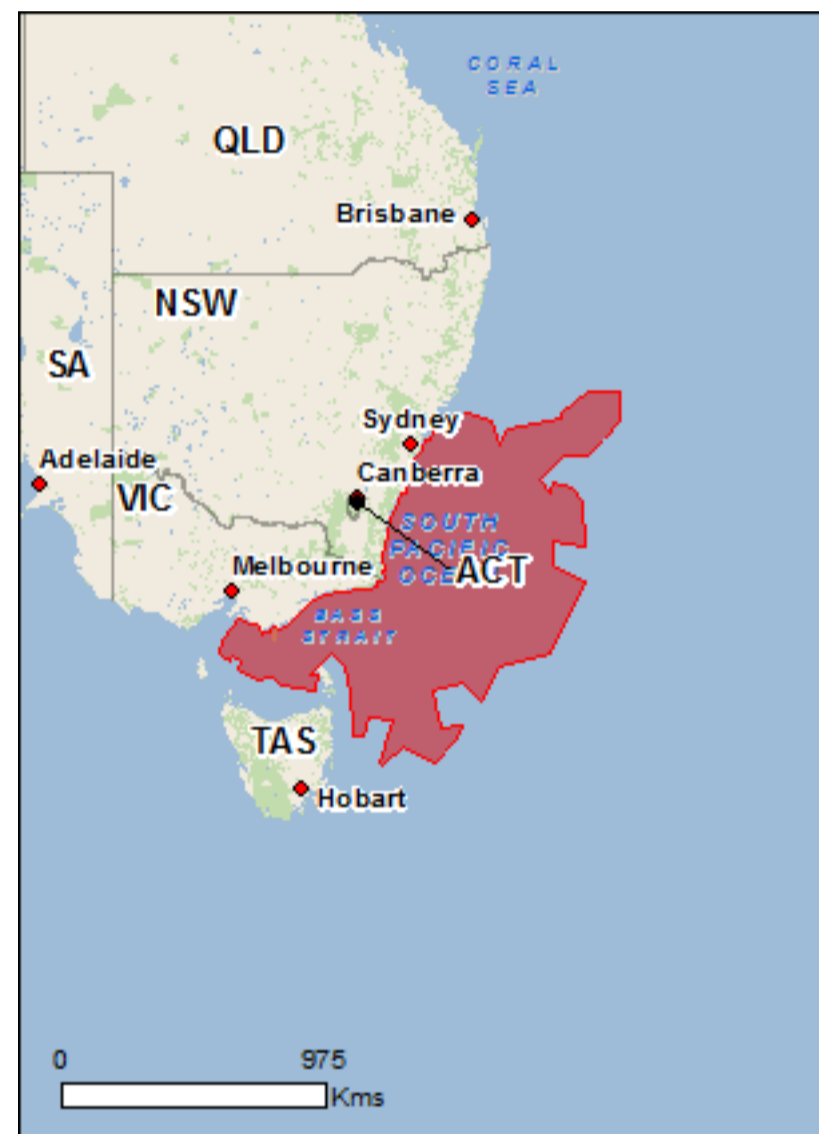 CORAL
SEA
QLD
Brisbane
NSW
SA
Sydney
Adelaide
Canberra
VIC
SOUTH
PACIFIC
OCEAN
ACT
Melbourne
BASS
STRAIT
TAS
Hobart
0 975
Kms